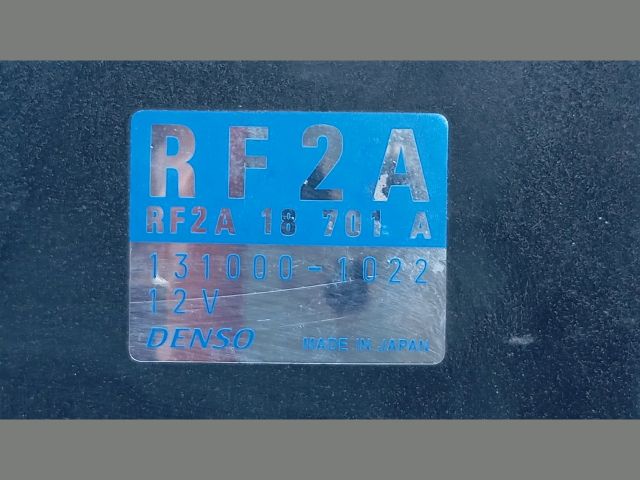 RF2A
RF2A 18 701 A
131000-1022
12V
DENSO MADE IN JAPAN